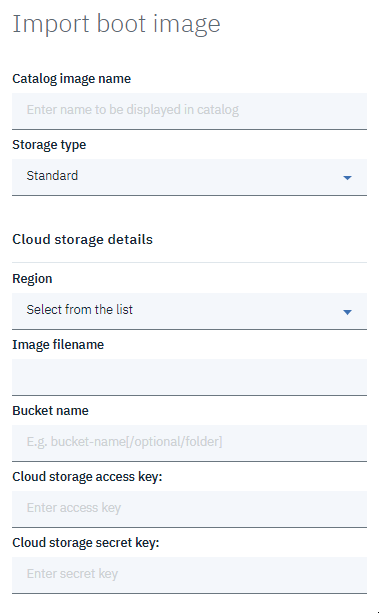 Import boot image
Catalog image name
Enter name to be displayed in catalog
Storage type
Standard
Cloud storage details
Region
Select from the list
Image filename
Bucket name
E.g. bucket-name[/optional/folder]
Cloud storage access key:
Enter access key
Cloud storage secret key:
Enter secret key